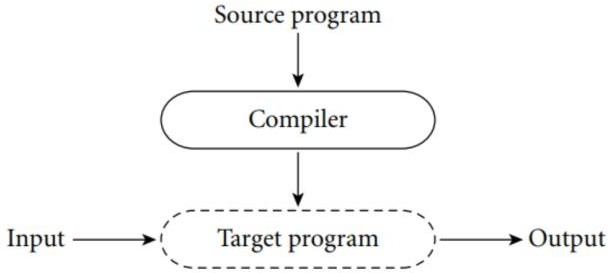 Source program
Compiler
Input
Target program
Output